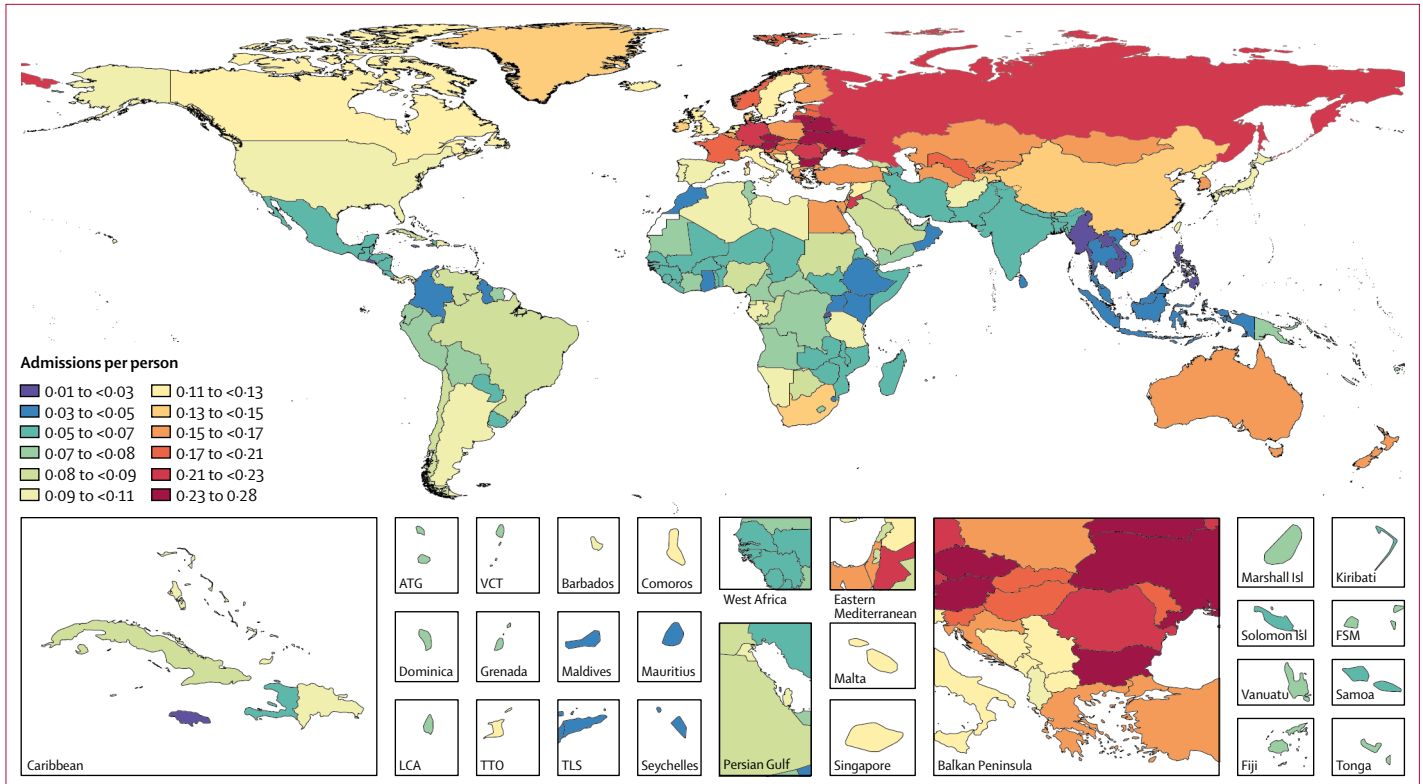 Admissions per person
0·01 to <0·03
0·03 to <0·05
0·05 to <0·07
0·07 to <0·08
0·08 to <0·09
0·09 to <0·11
0·11 to <0·13
0·13 to <0·15
0·15 to <0·17
0·17 to <0·21
0·21 to <0·23
0·23 to 0·28
Caribbean
ATG
VCT
Barbados
Comoros
Dominica
Grenada
Maldives
Mauritius
LCA
TTO
TLS
Seychelles
West Africa
Eastern
Mediterranean
Persian Gulf
Malta
Singapore
Balkan Peninsula
Marshall Isl
Kiribati
Solomon Isl
FSM
Vanuatu
Samoa
Fiji
Tonga